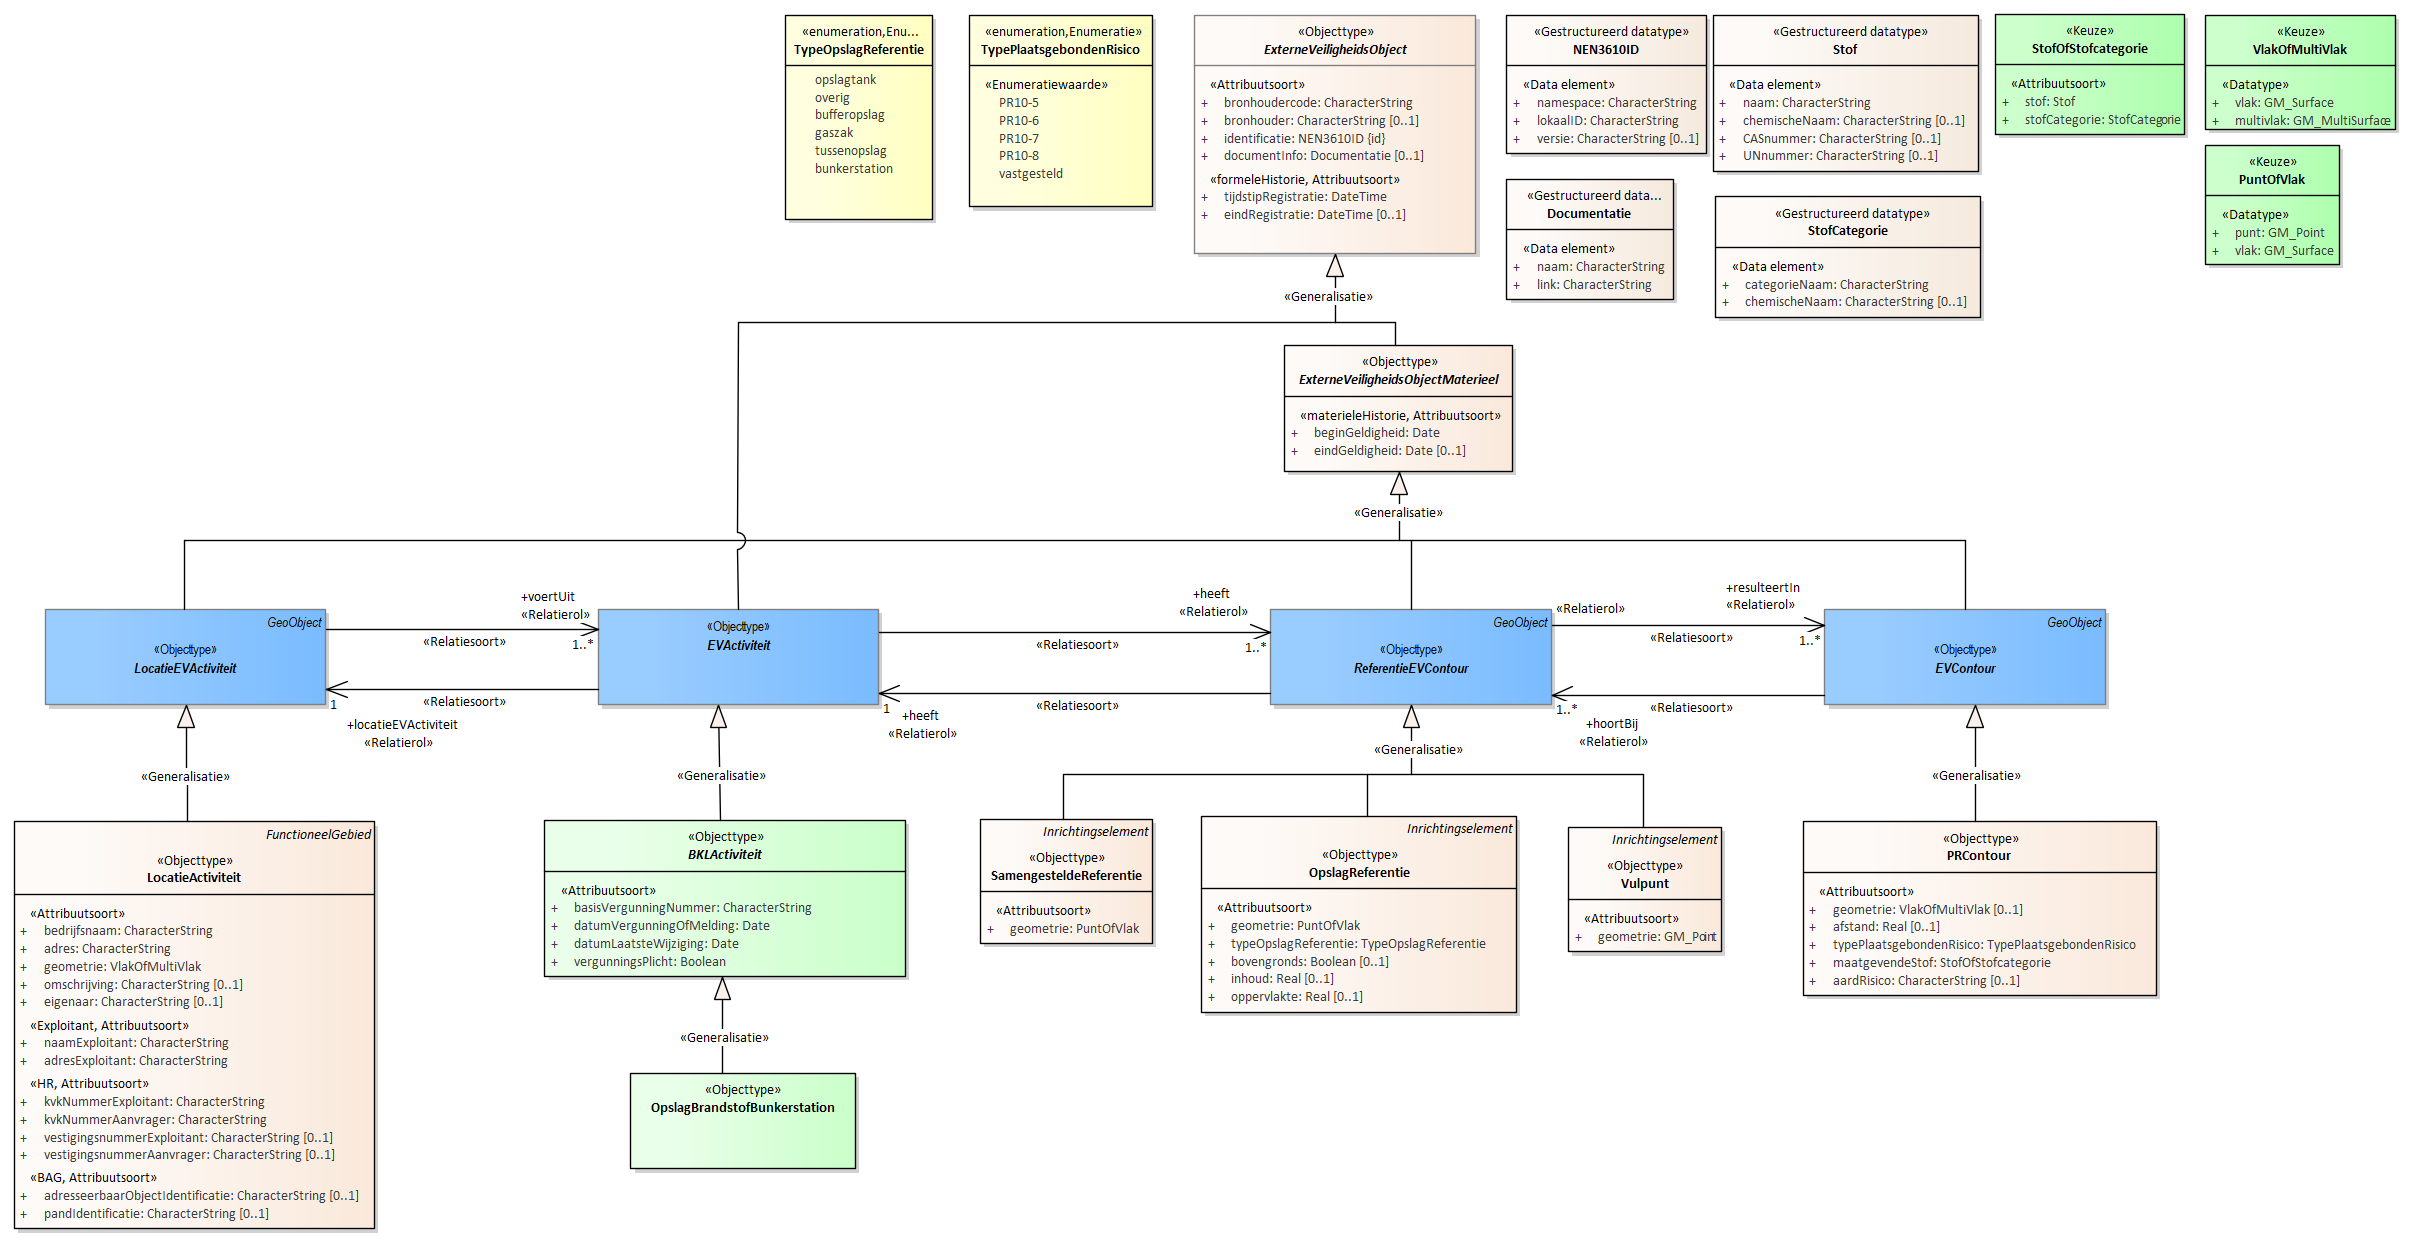 «enumeration,Enu...
TypeOpslagReferentie
opslagtank
overig
bufferopslag
gaszak
tussenopslag
bunkerstation
«enumeration,Enumeratie»
TypePlaatsgebondenRisico
«Enumeratiewaarde»
PR10-5
PR10-6
PR10-7
PR10-8
vastgesteld
«Objecttype»
ExterneVeiligheidsObject
«Attribuutsoort»
+ bronhoudercode: CharacterString
+ bronhouder: CharacterString [0..1]
+ identificatie: NEN3610ID {id}
+ documentInfo: Documentatie [0..1]
«formeleHistorie, Attribuutsoort»
+ tijdstipRegistratie: DateTime
+ eindRegistratie: DateTime [0..1]
«Gestructureerd datatype»
NEN3610ID
«Data element»
+ namespace: CharacterString
+ lokaalID: CharacterString
+ versie: CharacterString [0..1]
«Gestructureerd data...
Documentatie
«Data element»
+ naam: CharacterString
+ link: CharacterString
«Gestructureerd datatype»
Stof
«Data element»
+ naam: CharacterString
+ chemischeNaam: CharacterString [0..1]
+ CASnummer: CharacterString [0..1]
+ UNnummer: CharacterString [0..1]
«Gestructureerd datatype»
StofCategorie
«Data element»
+ categorieNaam: CharacterString
+ chemischeNaam: CharacterString [0..1]
«Keuze»
StofOfStofcategorie
«Attribuutsoort»
+ stof: Stof
+ stofCategorie: StofCategorie
«Keuze»
VlakOfMultiVlak
«Datatype»
+ vlak: GM_Surface
+ multivlak: GM_MultiSurface
«Keuze»
PuntOfVlak
«Datatype»
+ punt: GM_Point
+ vlak: GM_Surface
«Generalisatie»
«Objecttype»
ExterneVeiligheidsObjectMaterieel
«materieleHistorie, Attribuutsoort»
+ beginGeldigheid: Date
+ eindGeldigheid: Date [0..1]
«Generalisatie»
GeoObject
«Objecttype»
LocatieEVActiviteit
+voertUit
«Relatierol»
«Relatiesoort»
1..*
«Relatiesoort»
1
+locatieEVActiviteit
«Relatierol»
«Objecttype»
EVActiviteit
+heeft
«Relatierol»
«Relatiesoort»
1..*
«Relatiesoort»
1
+heeft
«Relatierol»
GeoObject
«Objecttype»
ReferentieEVContour
«Relatierol»
+resulteertIn
«Relatierol»
«Relatiesoort»
1..*
«Relatiesoort»
1..*
+hoortBij
«Relatierol»
GeoObject
«Objecttype»
EVContour
«Generalisatie»
«Generalisatie»
«Generalisatie»
«Generalisatie»
FunctioneelGebied
«Objecttype»
LocatieActiviteit
«Attribuutsoort»
+ bedrijfsnaam: CharacterString
+ adres: CharacterString
+ geometrie: VlakOfMultiVlak
+ omschrijving: CharacterString [0..1]
+ eigenaar: CharacterString [0..1]
«Exploitant, Attribuutsoort»
+ naamExploitant: CharacterString
+ adresExploitant: CharacterString
«HR, Attribuutsoort»
+ kvkNummerExploitant: CharacterString
+ kvkNummerAanvrager: CharacterString
+ vestigingsnummerExploitant: CharacterString [0..1]
+ vestigingsnummerAanvrager: CharacterString [0..1]
«BAG, Attribuutsoort»
+ adresseerbaarObjectIdentificatie: CharacterString [0..1]
+ pandIdentificatie: CharacterString [0..1]
«Objecttype»
BKLActiviteit
«Attribuutsoort»
+ basisVergunningNummer: CharacterString
+ datumVergunningOfMelding: Date
+ datumLaatsteWijziging: Date
+ vergunningsPlicht: Boolean
«Generalisatie»
«Objecttype»
OpslagBrandstofBunkerstation
Inrichtingselement
«Objecttype»
SamengesteldeReferentie
«Attribuutsoort»
+ geometrie: PuntOfVlak
Inrichtingselement
«Objecttype»
OpslagReferentie
«Attribuutsoort»
+ geometrie: PuntOfVlak
+ typeOpslagReferentie: TypeOpslagReferentie
+ bovengronds: Boolean [0..1]
+ inhoud: Real [0..1]
+ oppervlakte: Real [0..1]
Inrichtingselement
«Objecttype»
Vulpunt
«Attribuutsoort»
+ geometrie: GM_Point
«Objecttype»
PRContour
«Attribuutsoort»
+ geometrie: VlakOfMultiVlak [0..1]
+ afstand: Real [0..1]
+ typePlaatsgebondenRisico: TypePlaatsgebondenRisico
+ maatgevendeStof: StofOfStofcategorie
+ aardRisico: CharacterString [0..1]